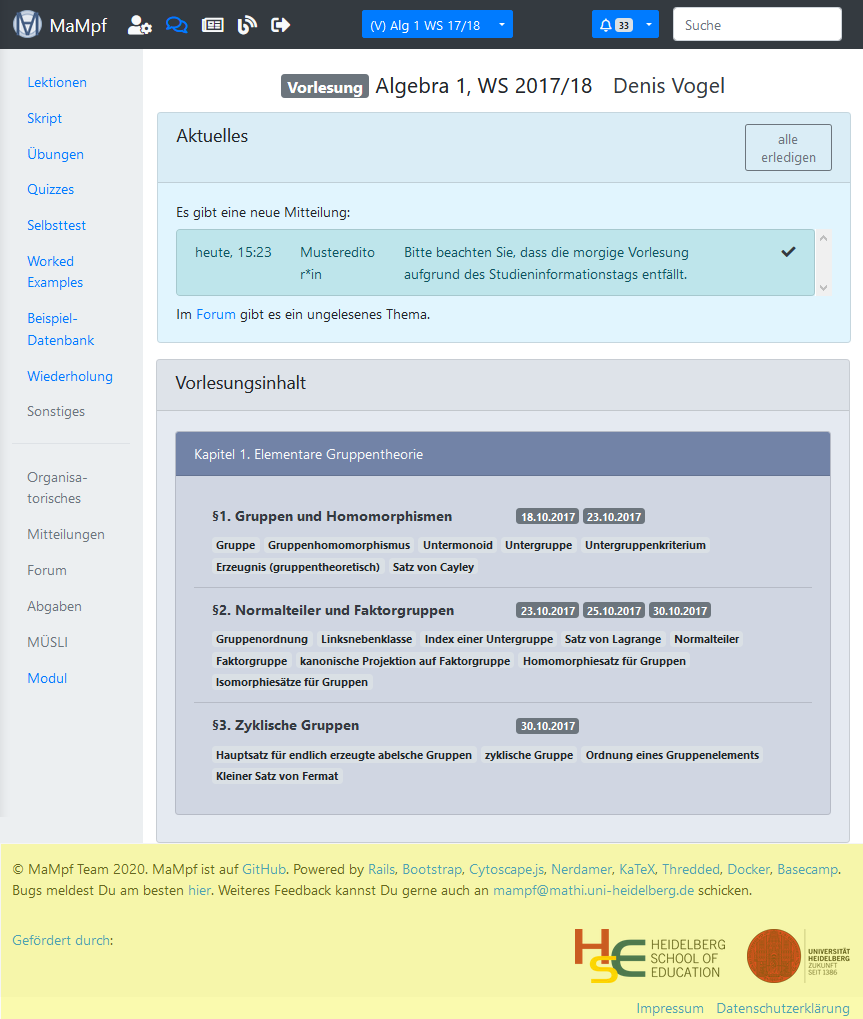 MaMpf
(V) Alg 1 WS 17/18
33
Suche
Lektionen
Skript
Übungen
Quizzes
Selbsttest
Worked
Examples
Beispiel-
Datenbank
Wiederholung
Sonstiges
Organisa-
torisches
Mitteilungen
Forum
Abgaben
MÜSLI
Modul
Vorlesung Algebra 1, WS 2017/18 Denis Vogel
Aktuelles
alle
erledigen
Es gibt eine neue Mitteilung:
heute, 15:23 Musteredito Bitte beachten Sie, dass die morgige Vorlesung
r*in aufgrund des Studieninformationstags entfällt.
Im Forum gibt es ein ungelesenes Thema.
Vorlesungsinhalt
Kapitel 1. Elementare Gruppentheorie
§1. Gruppen und Homomorphismen 18.10.2017 23.10.2017
Gruppe Gruppenhomomorphismus Untermonoid Untergruppe Untergruppenkriterium
Erzeugnis (gruppentheoretisch) Satz von Cayley
§2. Normalteiler und Faktorgruppen 23.10.2017 25.10.2017 30.10.2017
Gruppenordnung Linksnebenklasse Index einer Untergruppe Satz von Lagrange Normalteiler
Faktorgruppe kanonische Projektion auf Faktorgruppe Homomorphiesatz für Gruppen
Isomorphiesätze für Gruppen
§3. Zyklische Gruppen 30.10.2017
Hauptsatz für endlich erzeugte abelsche Gruppen zyklische Gruppe Ordnung eines Gruppenelements
Kleiner Satz von Fermat
© MaMpf Team 2020. MaMpf ist auf GitHub. Powered by Rails, Bootstrap, Cytoscape.js, Nerdamer, KaTeX, Thredded, Docker, Basecamp.
Bugs meldest Du am besten hier. Weiteres Feedback kannst Du gerne auch an mampf@mathi.uni-heidelberg.de schicken.
Gefördert durch:
HSE
HEIDELBERG
SCHOOL OF
EDUCATION
UNIVERSITÄT
HEIDELBERG
ZUKUNFT
SEIT 1386
Impressum Datenschutzerklärung